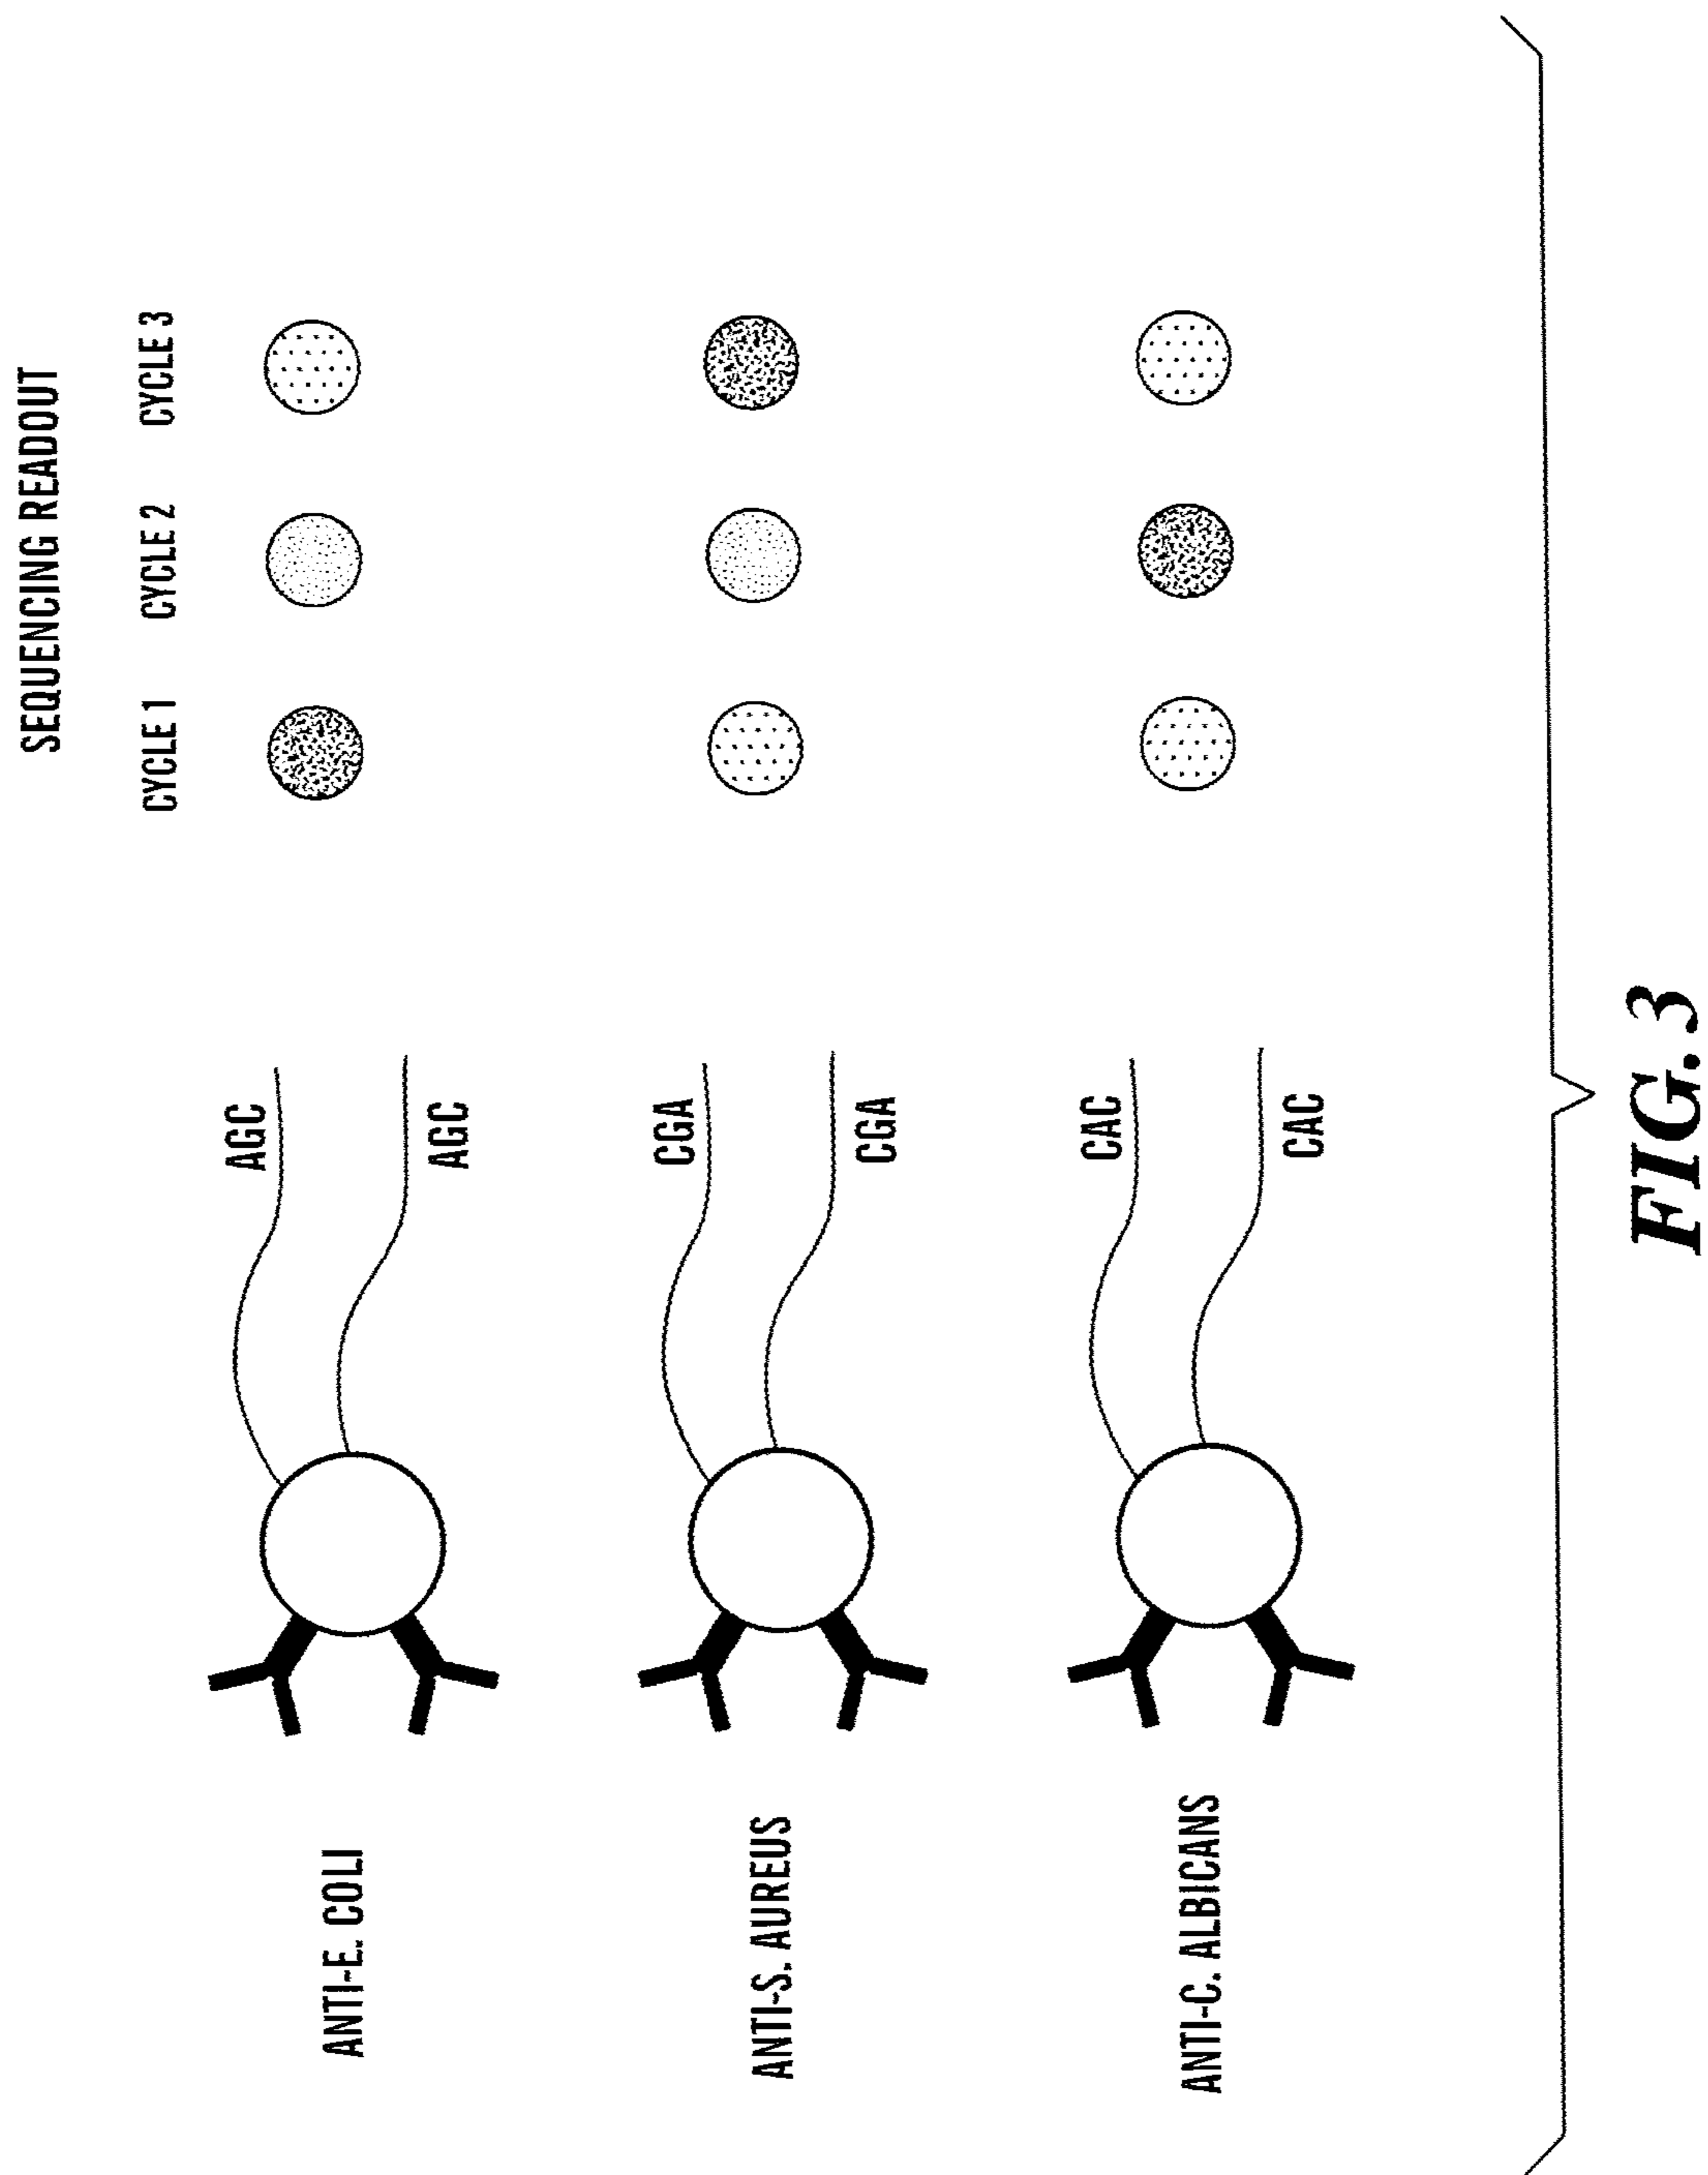 SEQUENCING READOUT
CYCLE 1 CYCLE 2 CYCLE 3
AGC
ANTI-E. COLI
AGC
CGA
ANTI-S. AUREUS
CGA
CAC
ANTI-C. ALBICANS
CAC
FIG. 3